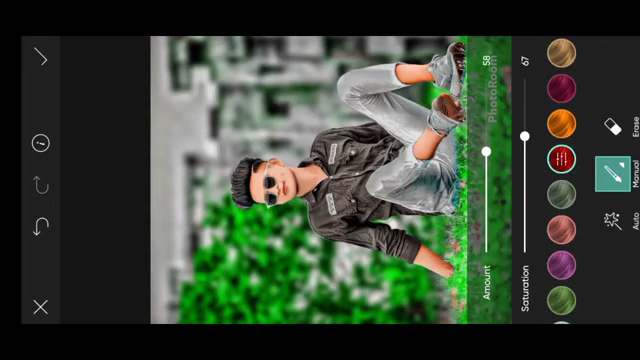 PhotoRoom
Amount
58
Saturation
67
Erase
Manual
Auto